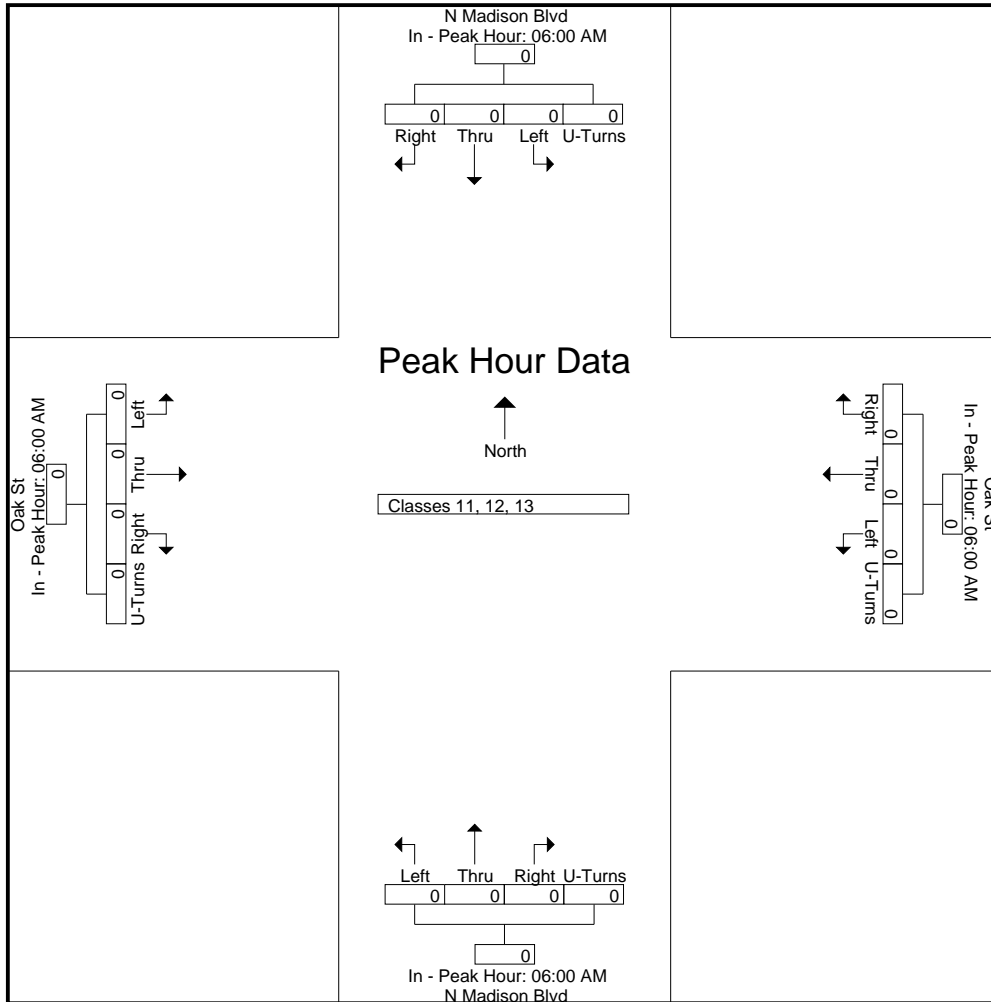 N Madison Blvd
In - Peak Hour: 06:00 AM
0
0 0 0 0
Right Thru Left U-Turns
Peak Hour Data
North
Classes 11, 12, 13
Oak St
In - Peak Hour: 06:00 AM
0
0 0 0 0
Left Thru Right U-Turns
Oak St
In - Peak Hour: 06:00 AM
0
0 0 0 0
Right Thru Left U-Turns
Left Thru Right U-Turns
0 0 0 0
0
In - Peak Hour: 06:00 AM
N Madison Blvd